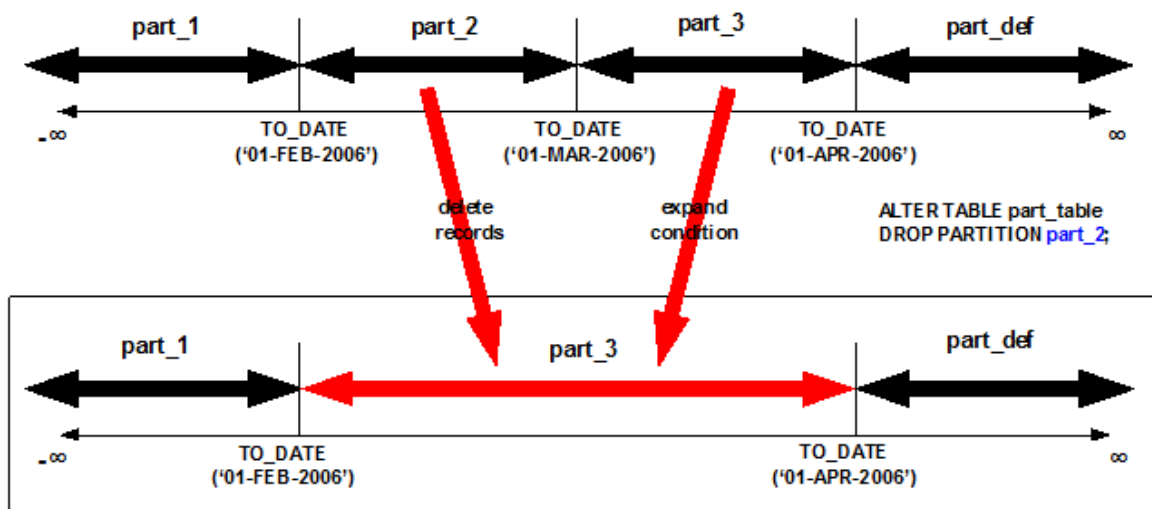 part_1 part_2 part_3 part_def
-∞ TO_DATE TO_DATE TO_DATE ∞
(‘01-FEB-2006’) (‘01-MAR-2006’) (‘01-APR-2006’)
delete expand ALTER TABLE part_table
records condition DROP PARTITION part_2;
part_1 part_3 part_def
-∞ TO_DATE TO_DATE ∞
(‘01-FEB-2006’) (‘01-APR-2006’)